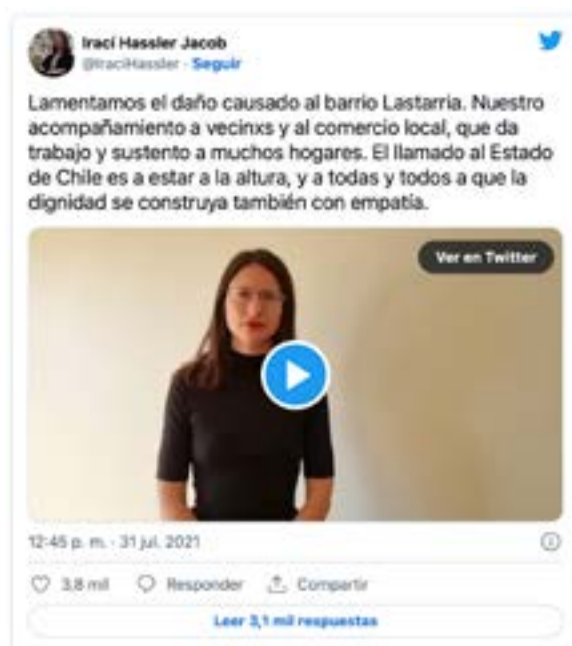 Irací Hassler Jacob
@IraciHassler · Seguir
Lamentamos el daño causado al barrio Lastarria. Nuestro
acompañamiento a vecinxs y al comercio local, que da
trabajo y sustento a muchos hogares. El llamado al Estado
de Chile es a estar a la altura, y a todas y todos a que la
dignidad se construya también con empatía.
Ver en Twitter
12:45 p. m. · 31 jul. 2021
3,8 mil Responder Compartir
Leer 3,1 mil respuestas